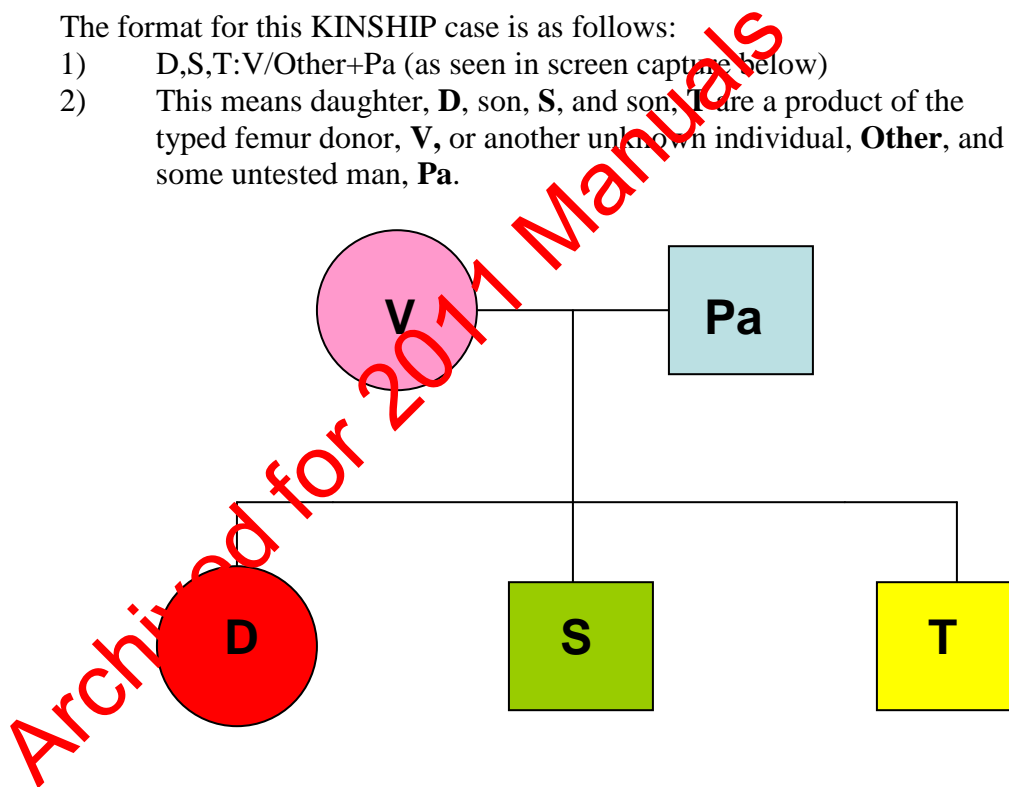 The format for this KINSHIP case is as follows:
1) D,S,T:V/Other+Pa (as seen in screen capture below)
2) This means daughter, D, son, S, and son, T are a product of the
typed femur donor, V, or another unknown individual, Other, and
some untested man, Pa.
V
Pa
D
S
T
Archived for 2011 Manuals